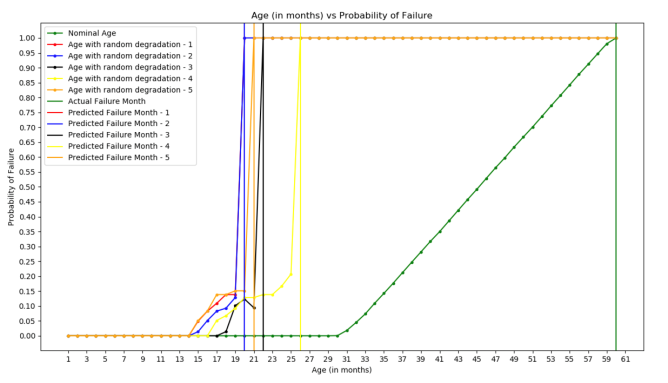 Age (in months) vs Probability of Failure
Nominal Age
Age with random degradation - 1
Age with random degradation - 2
Age with random degradation - 3
Age with random degradation - 4
Age with random degradation - 5
Actual Failure Month
Predicted Failure Month - 1
Predicted Failure Month - 2
Predicted Failure Month - 3
Predicted Failure Month - 4
Predicted Failure Month - 5
Probability of Failure
1.00
0.95
0.90
0.85
0.80
0.75
0.70
0.65
0.60
0.55
0.50
0.45
0.40
0.35
0.30
0.25
0.20
0.15
0.10
0.05
0.00
1 3 5 7 9 11 13 15 17 19 21 23 25 27 29 31 33 35 37 39 41 43 45 47 49 51 53 55 57 59 61
Age (in months)